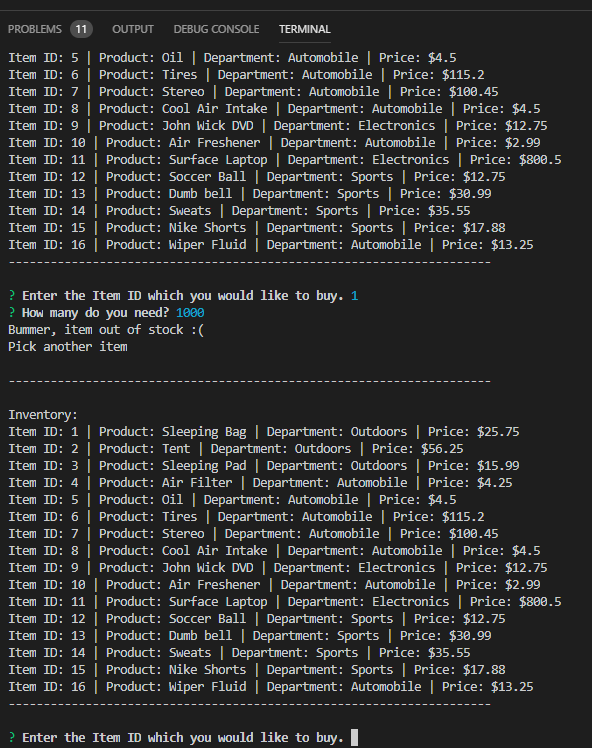 PROBLEMS 11 OUTPUT DEBUG CONSOLE TERMINAL
Item ID: 5 | Product: Oil | Department: Automobile | Price: $4.5
Item ID: 6 | Product: Tires | Department: Automobile | Price: $115.2
Item ID: 7 | Product: Stereo | Department: Automobile | Price: $100.45
Item ID: 8 | Product: Cool Air Intake | Department: Automobile | Price: $4.5
Item ID: 9 | Product: John Wick DVD | Department: Electronics | Price: $12.75
Item ID: 10 | Product: Air Freshener | Department: Automobile | Price: $2.99
Item ID: 11 | Product: Surface Laptop | Department: Electronics | Price: $800.5
Item ID: 12 | Product: Soccer Ball | Department: Sports | Price: $12.75
Item ID: 13 | Product: Dumb bell | Department: Sports | Price: $30.99
Item ID: 14 | Product: Sweats | Department: Sports | Price: $35.55
Item ID: 15 | Product: Nike Shorts | Department: Sports | Price: $17.88
Item ID: 16 | Product: Wiper Fluid | Department: Automobile | Price: $13.25
---------------------------------------------------------------------
? Enter the Item ID which you would like to buy. 1
? How many do you need? 1000
Bummer, item out of stock :(
Pick another item
---------------------------------------------------------------------
Inventory:
Item ID: 1 | Product: Sleeping Bag | Department: Outdoors | Price: $25.75
Item ID: 2 | Product: Tent | Department: Outdoors | Price: $56.25
Item ID: 3 | Product: Sleeping Pad | Department: Outdoors | Price: $15.99
Item ID: 4 | Product: Air Filter | Department: Automobile | Price: $4.25
Item ID: 5 | Product: Oil | Department: Automobile | Price: $4.5
Item ID: 6 | Product: Tires | Department: Automobile | Price: $115.2
Item ID: 7 | Product: Stereo | Department: Automobile | Price: $100.45
Item ID: 8 | Product: Cool Air Intake | Department: Automobile | Price: $4.5
Item ID: 9 | Product: John Wick DVD | Department: Electronics | Price: $12.75
Item ID: 10 | Product: Air Freshener | Department: Automobile | Price: $2.99
Item ID: 11 | Product: Surface Laptop | Department: Electronics | Price: $800.5
Item ID: 12 | Product: Soccer Ball | Department: Sports | Price: $12.75
Item ID: 13 | Product: Dumb bell | Department: Sports | Price: $30.99
Item ID: 14 | Product: Sweats | Department: Sports | Price: $35.55
Item ID: 15 | Product: Nike Shorts | Department: Sports | Price: $17.88
Item ID: 16 | Product: Wiper Fluid | Department: Automobile | Price: $13.25
---------------------------------------------------------------------
? Enter the Item ID which you would like to buy.